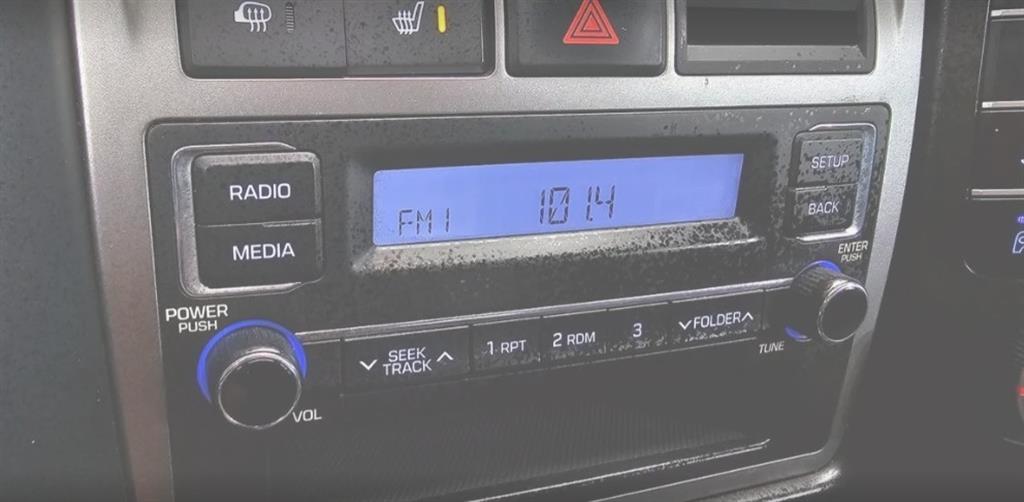 RADIO
MEDIA
FM1 101.4
SETUP
BACK
ENTER
PUSH
POWER
PUSH
VOL
SEEK
TRACK
1 RPT
2 RDM
3
FOLDER
TUNE